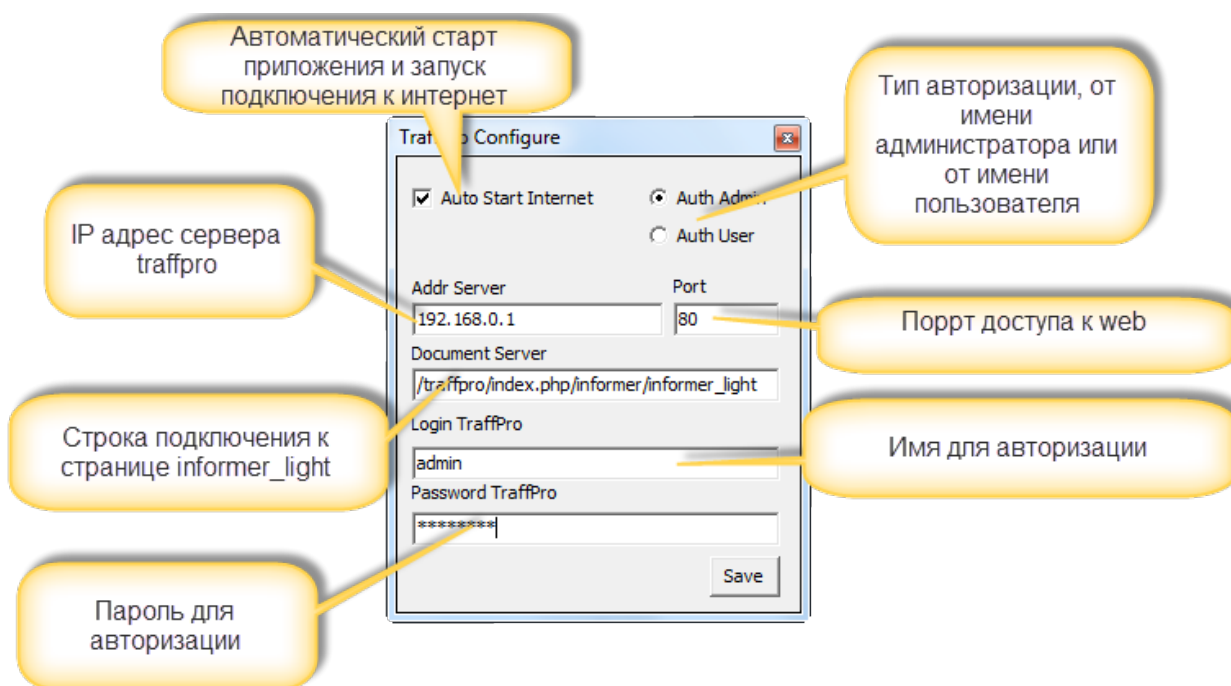 Автоматический старт
приложения и запуск
подключения к интернет
Тип авторизации, от
имени
администратора или
от имени
пользователя
Configure
Auto Start Internet
Auth Admin
Auth User
IP адрес сервера
traffpro
Addr Server
Port
192.168.0.1
80
Поррт доступа к web
Document Server
/traffpro/index.php/informer/informer_light
Строка подключения к
странице informer_light
Login TraffPro
admin
Имя для авторизации
Password TraffPro
********
Save
Пароль для
авторизации